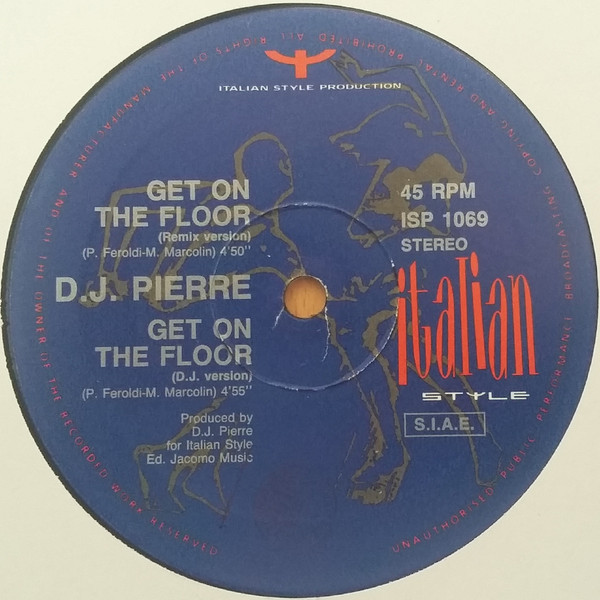 ITALIAN STYLE PRODUCTION
GET ON
THE FLOOR
(Remix version)
(P. Feroldi-M. Marcolin) 4'50"
D.J. PIERRE
GET ON
THE FLOOR
(D.J. version)
(P. Feroldi-M. Marcolin) 4'55"
Produced by
D.J. Pierre
for Italian Style
Ed. Jacomo Music
45 RPM
ISP 1069
STEREO
italian
STYLE
S.I.A.E.
ALL RIGHTS OF THE MANUFACTURER AND OF THE OWNER OF THE RECORDED WORK RESERVED
UNAUTHORISED PUBLIC PERFORMANCE BROADCASTING COPYING AND RENTAL PROHIBITED